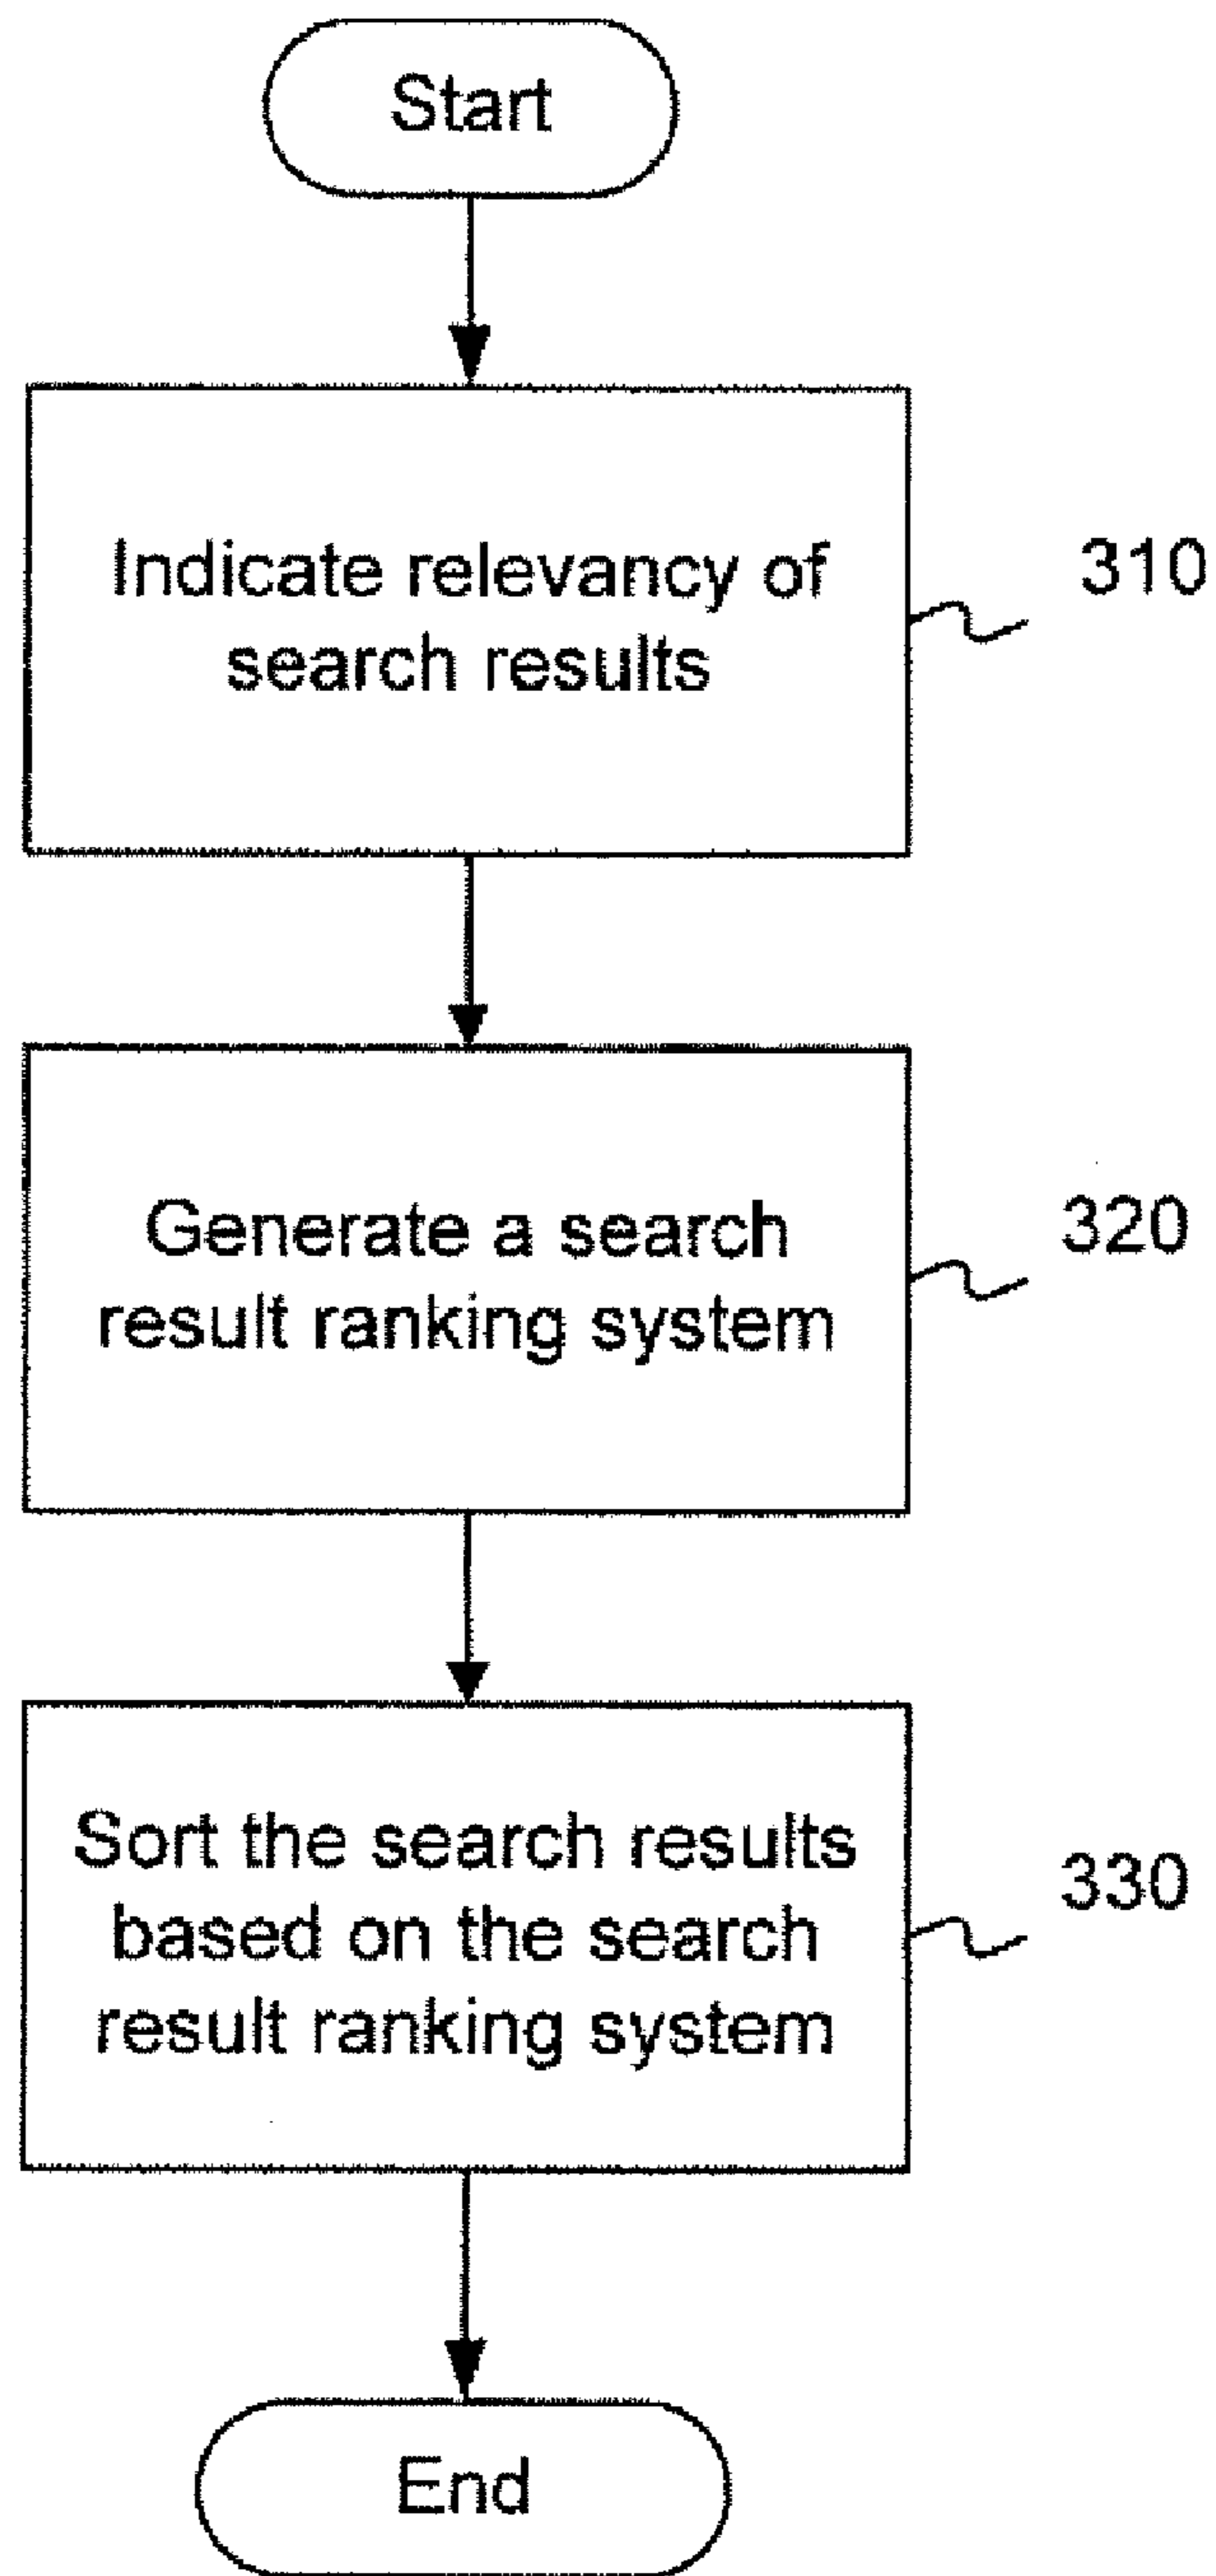 Start
Indicate relevancy of
search results
310
Generate a search
result ranking system
320
Sort the search results
based on the search
result ranking system
330
End